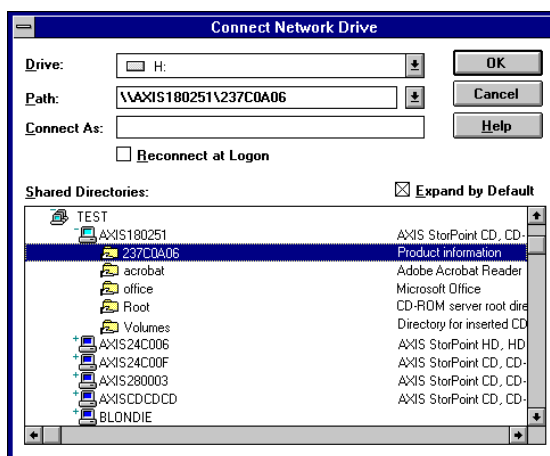 Connect Network Drive
Drive: H: OK
Path: \\AXIS180251\237C0A06 Cancel
Connect As: Help
Reconnect at Logon
Shared Directories: Expand by Default
TEST
AXIS180251 AXIS StorPoint CD, CD-
237C0A06 Product information
acrobat Adobe Acrobat Reader
office Microsoft Office
Root CD-ROM server root dire
Volumes Directory for inserted CD
AXIS24C006 AXIS StorPoint HD, HD
AXIS24C00F AXIS StorPoint CD, CD-
AXIS280003 AXIS StorPoint CD, CD-
AXISCDCDCD AXIS StorPoint CD, CD-
BLONDIE